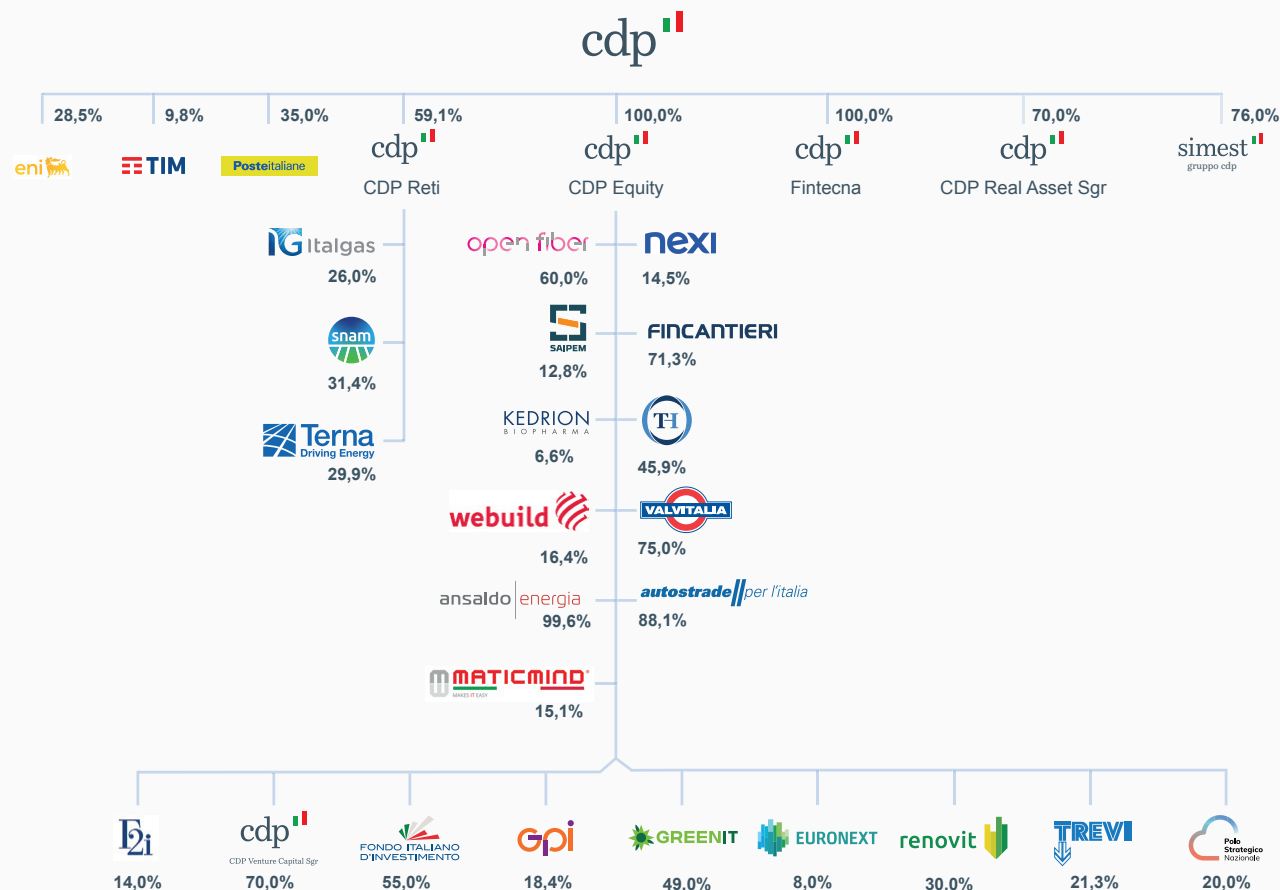 cdp
28,5%
9,8%
35,0%
59,1%
100,0%
100,0%
70,0%
76,0%
eni
TIM
Posteitaliane
cdp
CDP Reti
cdp
CDP Equity
cdp
Fintecna
cdp
CDP Real Asset Sgr
simest
gruppo cdp
IG Italgas
26,0%
snam
31,4%
Terna
Driving Energy
29,9%
open fiber
60,0%
nexi
14,5%
SAIPEM
12,8%
FINCANTIERI
71,3%
KEDRION
BIOPHARMA
6,6%
TH
45,9%
webuild
16,4%
VALVITALIA
75,0%
ansaldo energia
99,6%
autostrade per l'italia
88,1%
MATICMIND®
MAKES IT EASY
15,1%
F2i
14,0%
cdp
CDP Venture Capital Sgr
70,0%
FONDO ITALIANO
D'INVESTIMENTO
55,0%
GPI
18,4%
GREENIT
49,0%
EURONEXT
8,0%
renovit
30,0%
TREVI
21,3%
Polo
Strategico
Nazionale
20,0%